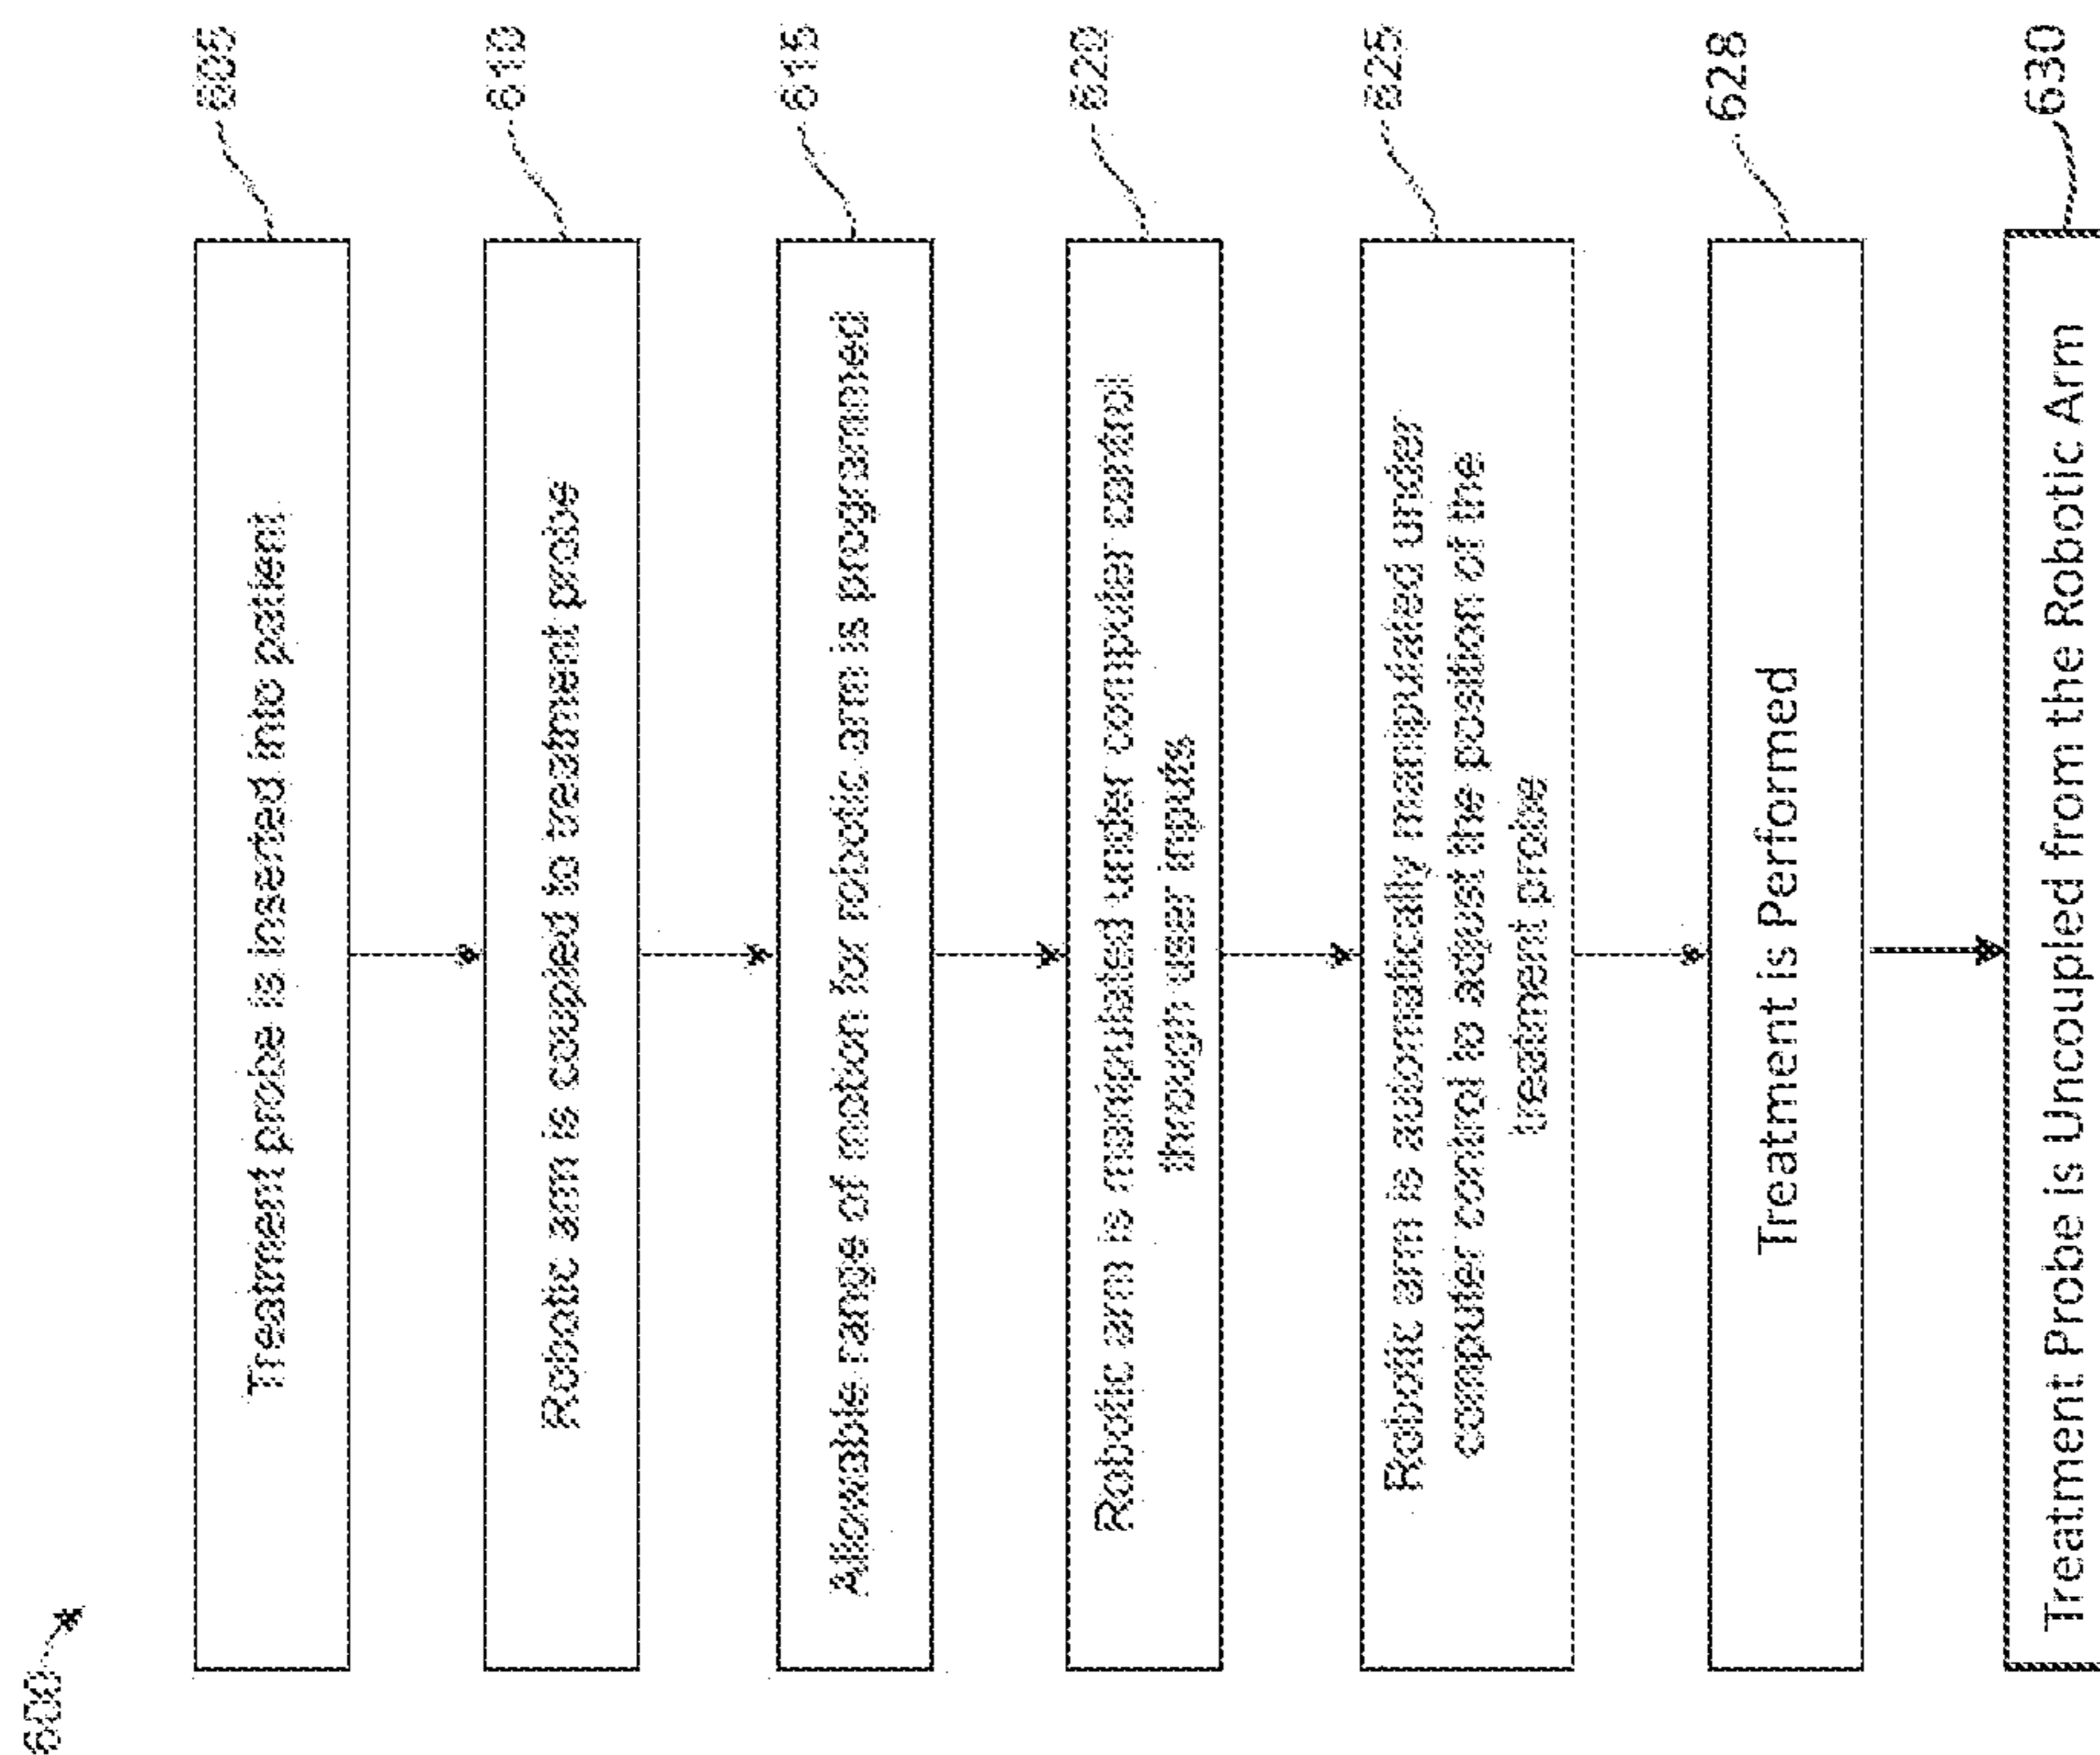 600
Treatment probe is inserted into patient
605
Robotic arm is coupled to treatment probe
610
Allowable range of motion for robotic arm is programmed
615
Robotic arm is manipulated under computer control
through user inputs
620
Robotic arm is automatically manipulated under
computer control to adjust the position of the
treatment probe
625
Treatment is Performed
628
Treatment Probe is Uncoupled from the Robotic Arm
630